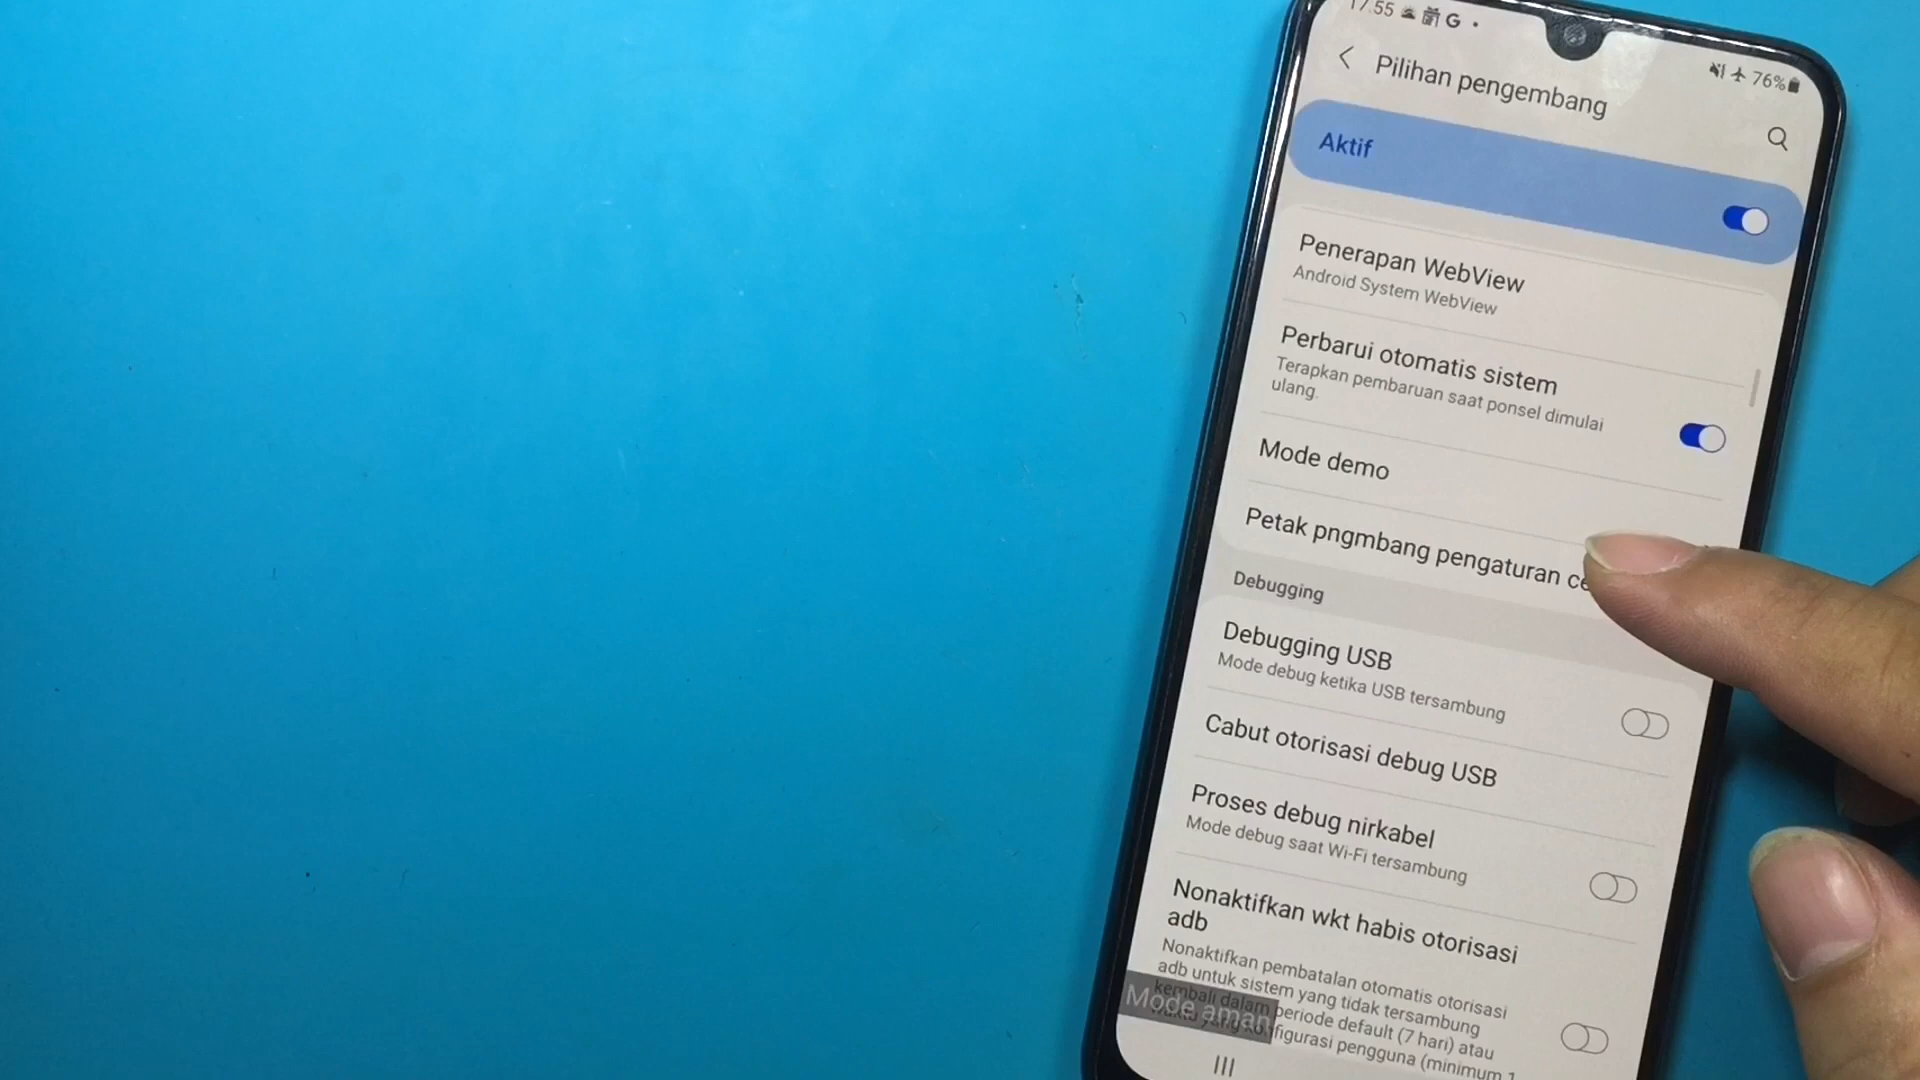 17.55 G
76%
Pilihan pengembang
Aktif
Penerapan WebView
Android System WebView
Perbarui otomatis sistem
Terapkan pembaruan saat ponsel dimulai
ulang.
Mode demo
Petak pngmbang pengaturan ce
Debugging
Debugging USB
Mode debug ketika USB tersambung
Cabut otorisasi debug USB
Proses debug nirkabel
Mode debug saat Wi-Fi tersambung
Nonaktifkan wkt habis otorisasi
adb
Nonaktifkan pembatalan otomatis otorisasi
adb untuk sistem yang tidak tersambung
kembali dalam periode default (7 hari) atau
figurasi pengguna (minimum 1
Mode aman